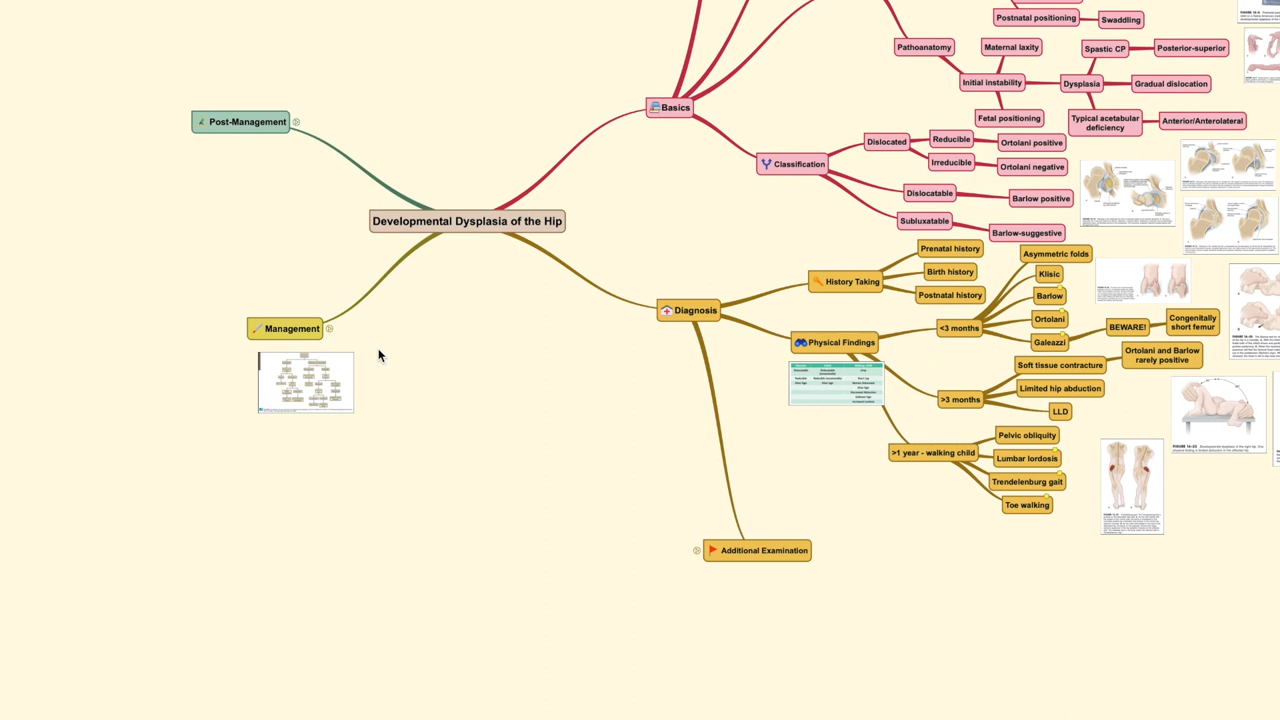 Postnatal positioning
Swaddling
Pathoanatomy
Maternal laxity
Spastic CP
Posterior-superior
Initial instability
Dysplasia
Gradual dislocation
Fetal positioning
Typical acetabular
deficiency
Anterior/Anterolateral
Basics
Post-Management
Classification
Dislocated
Reducible
Ortolani positive
Irreducible
Ortolani negative
Dislocatable
Barlow positive
Subluxatable
Barlow-suggestive
Developmental Dysplasia of the Hip
Diagnosis
History Taking
Prenatal history
Birth history
Postnatal history
Management
Physical Findings
<3 months
Asymmetric folds
Klisic
Barlow
Ortolani
Galeazzi
BEWARE!
Congenitally
short femur
>3 months
Soft tissue contracture
Ortolani and Barlow
rarely positive
Limited hip abduction
LLD
>1 year - walking child
Pelvic obliquity
Lumbar lordosis
Trendelenburg gait
Toe walking
Additional Examination